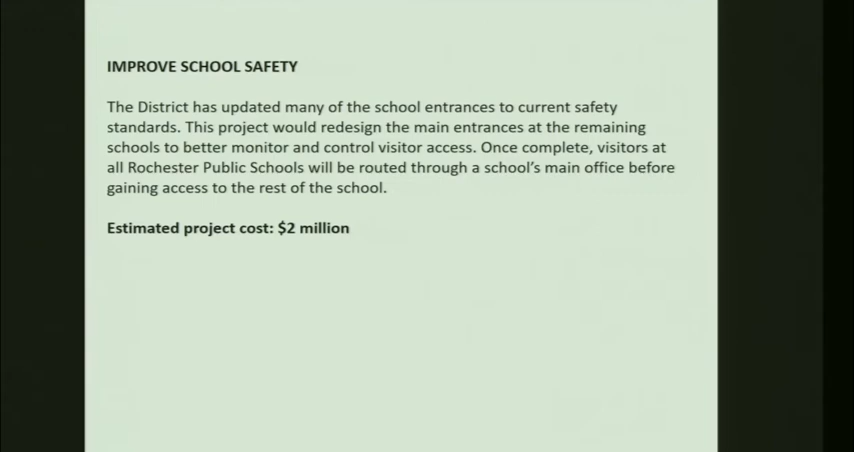 IMPROVE SCHOOL SAFETY
The District has updated many of the school entrances to current safety
standards. This project would redesign the main entrances at the remaining
schools to better monitor and control visitor access. Once complete, visitors at
all Rochester Public Schools will be routed through a school’s main office before
gaining access to the rest of the school.
Estimated project cost: $2 million